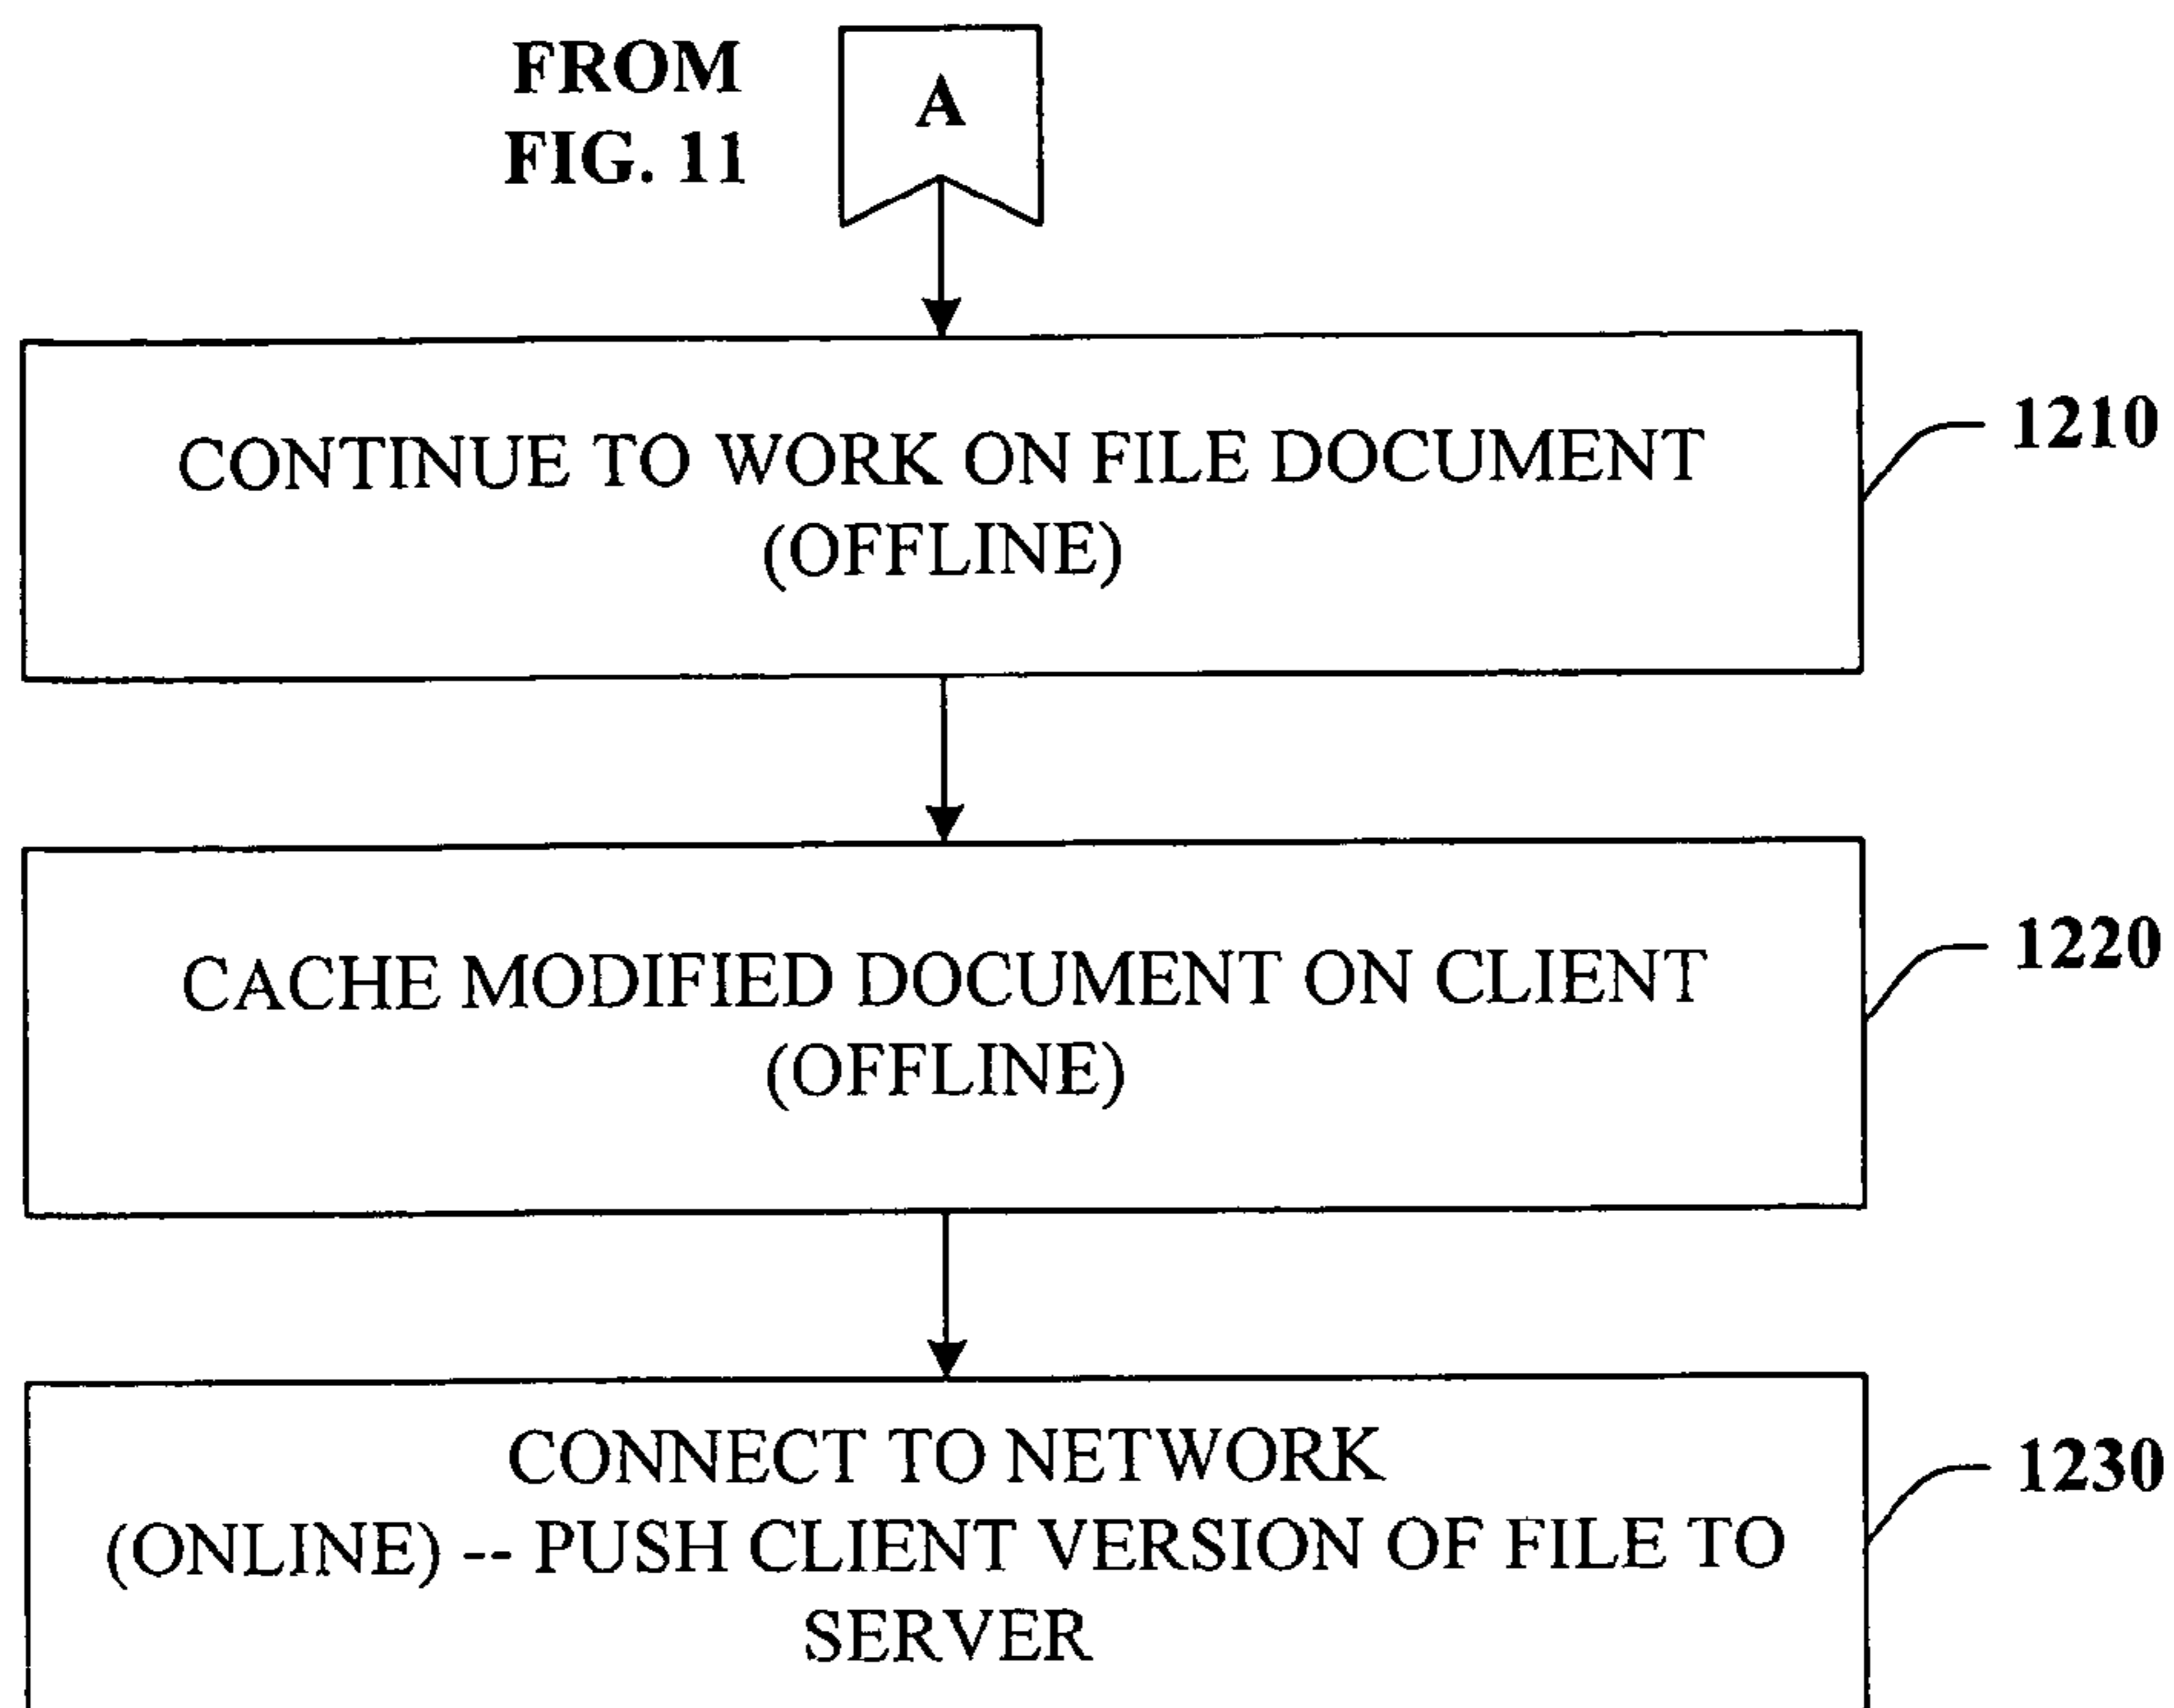 FROM
FIG. 11
A
CONTINUE TO WORK ON FILE DOCUMENT
(OFFLINE)
1210
CACHE MODIFIED DOCUMENT ON CLIENT
(OFFLINE)
1220
CONNECT TO NETWORK
(ONLINE) -- PUSH CLIENT VERSION OF FILE TO
SERVER
1230